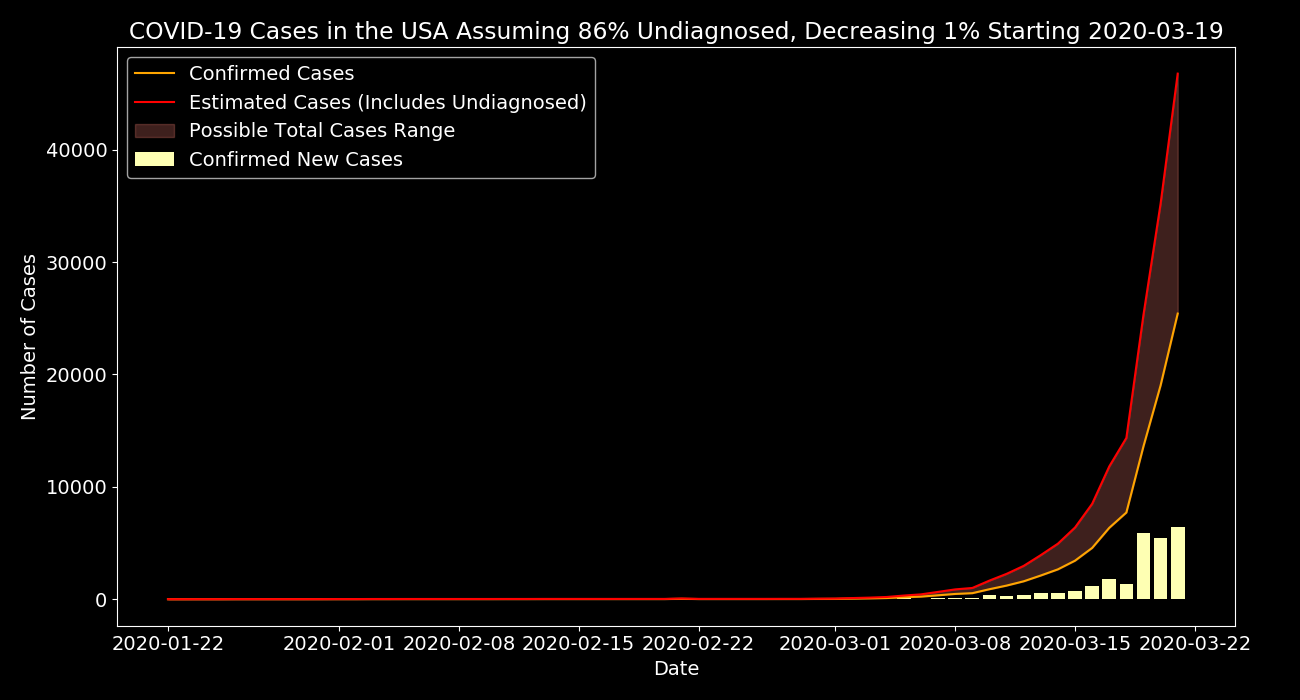 COVID-19 Cases in the USA Assuming 86% Undiagnosed, Decreasing 1% Starting 2020-03-19
Confirmed Cases
Estimated Cases (Includes Undiagnosed)
Possible Total Cases Range
Confirmed New Cases
Number of Cases
40000
30000
20000
10000
0
2020-01-22 2020-02-01 2020-02-08 2020-02-15 2020-02-22 2020-03-01 2020-03-08 2020-03-15 2020-03-22
Date